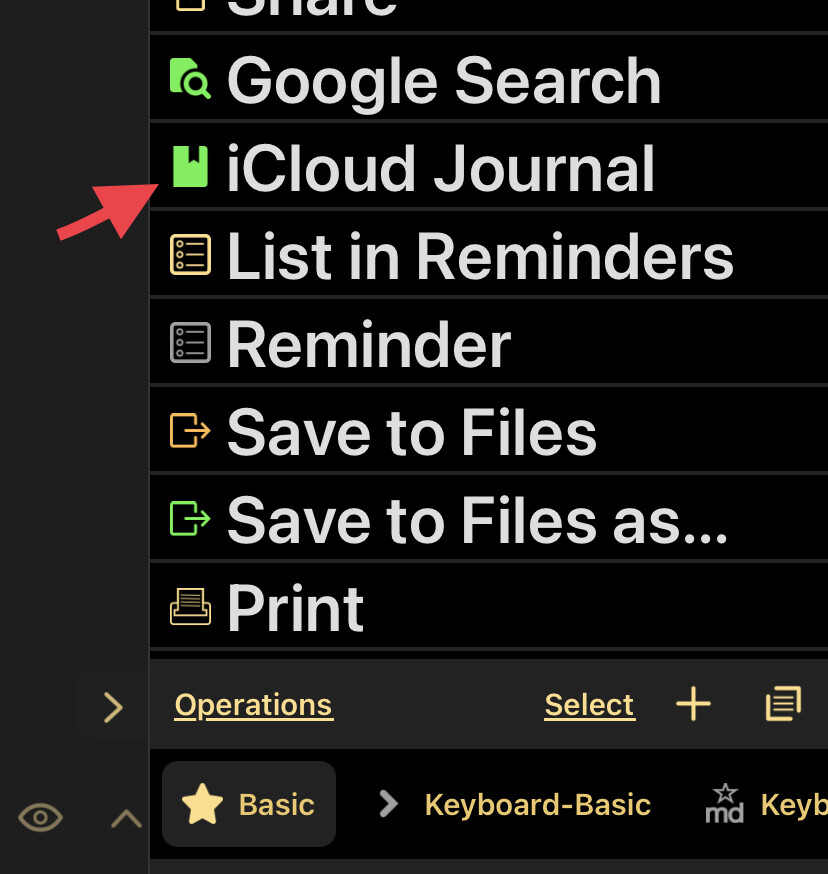 Share
Google Search
iCloud Journal
List in Reminders
Reminder
Save to Files
Save to Files as...
Print
Operations Select
Basic Keyboard-Basic md Keyb